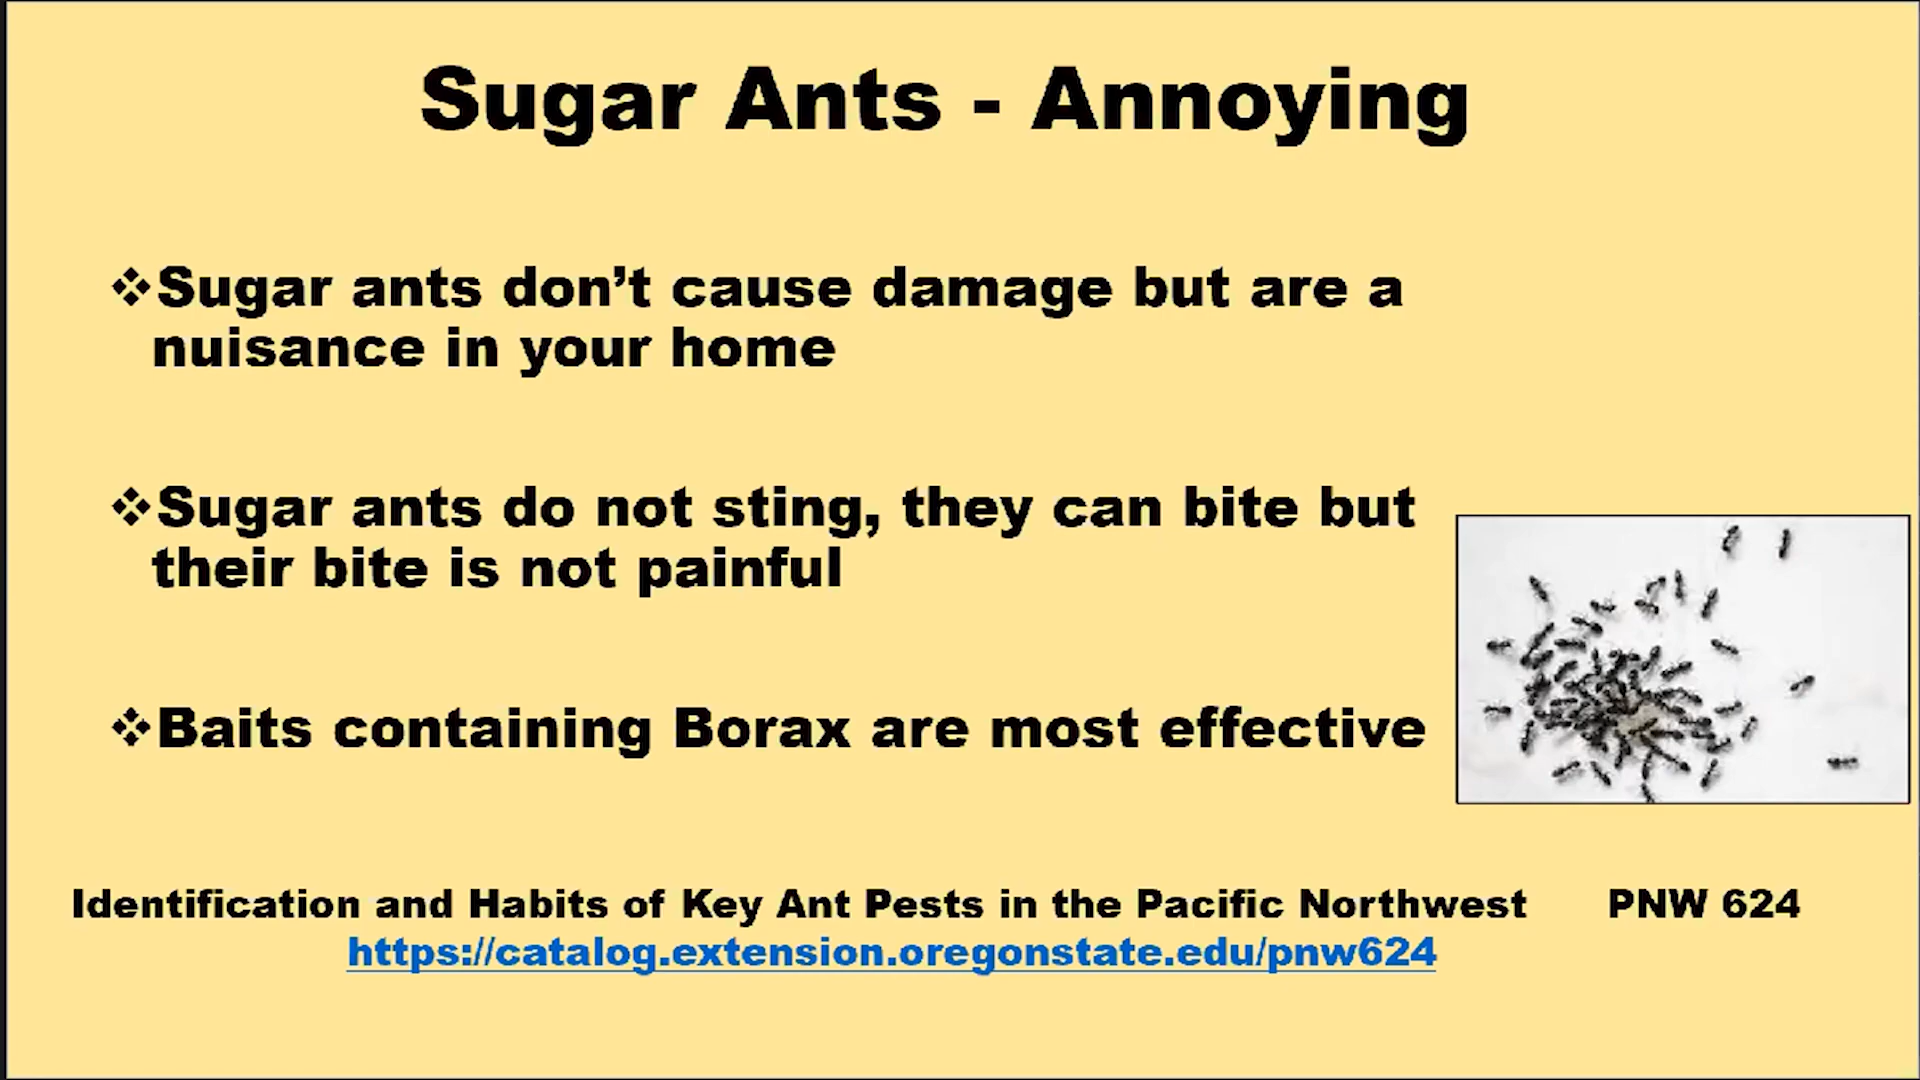 Sugar Ants - Annoying
❖Sugar ants don’t cause damage but are a
nuisance in your home
❖Sugar ants do not sting, they can bite but
their bite is not painful
❖Baits containing Borax are most effective
Identification and Habits of Key Ant Pests in the Pacific Northwest PNW 624
https://catalog.extension.oregonstate.edu/pnw624